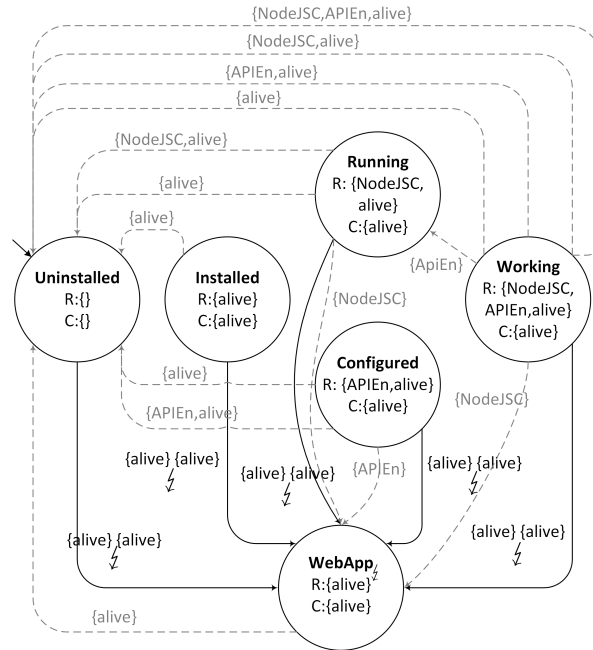 {NodeJSC,APIEn,alive}
{NodeJSC,alive}
{APIEn,alive}
{alive}
{NodeJSC,alive}
{alive}
{alive}
Running
R: {NodeJSC,
alive}
C:{alive}
{ApiEn}
Uninstalled
R:{}
C:{}
Installed
R:{alive}
C:{alive}
Working
R: {NodeJSC,
APIEn,alive}
C:{alive}
{NodeJSC}
Configured
R: {APIEn,alive}
C:{alive}
{alive}
{APIEn,alive}
{NodeJSC}
{APIEn}
{alive} {alive}
{alive} {alive}
{alive} {alive}
{alive} {alive}
{alive} {alive}
WebApp
R:{alive}
C:{alive}
{alive}